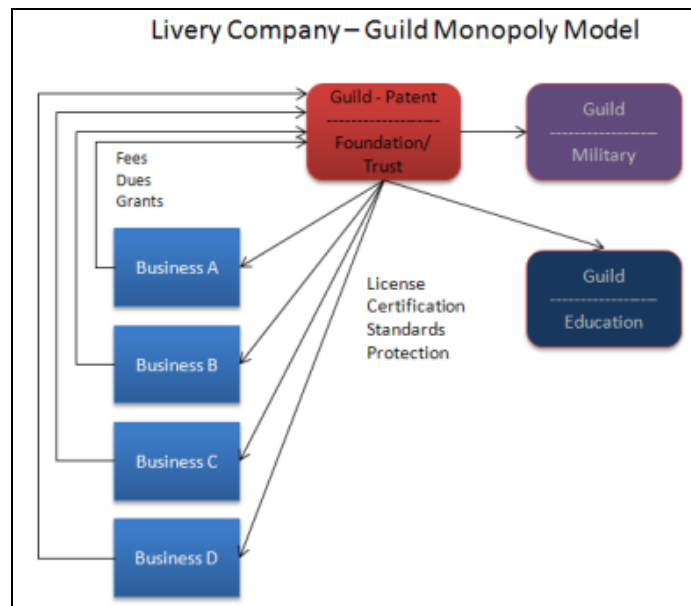 Livery Company – Guild Monopoly Model
Guild - Patent
-------------------
Foundation/
Trust
Guild
-----------------
Military
Fees
Dues
Grants
Business A
License
Certification
Standards
Protection
Guild
-----------------
Education
Business B
Business C
Business D